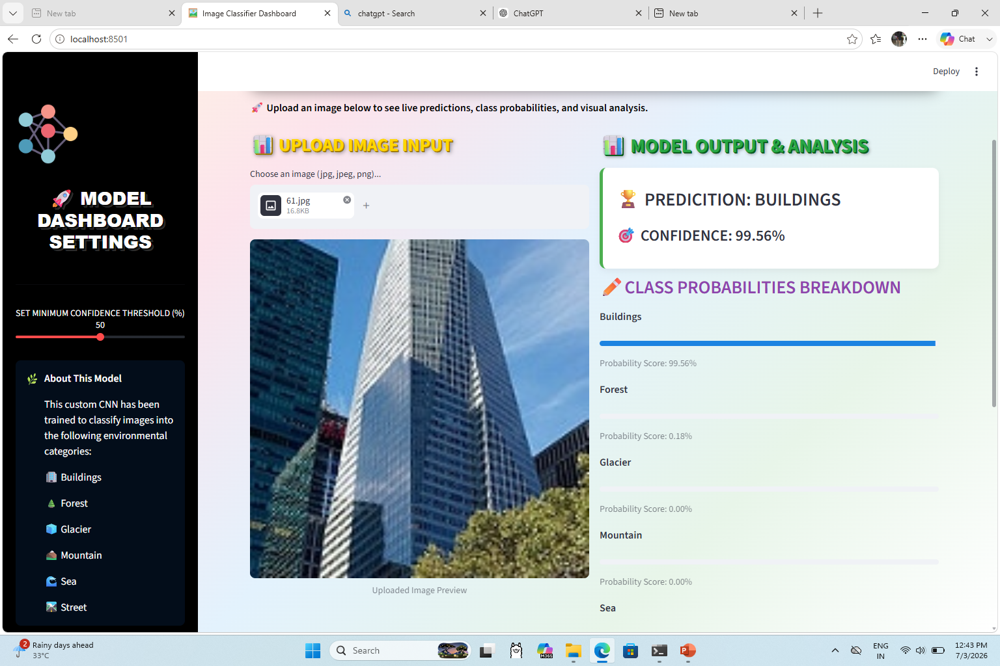 New tab
Image Classifier Dashboard
chatgpt - Search
ChatGPT
New tab
localhost:8501
Chat
Deploy
MODEL
DASHBOARD
SETTINGS
SET MINIMUM CONFIDENCE THRESHOLD (%)
50
About This Model
This custom CNN has been
trained to classify images into
the following environmental
categories:
Buildings
Forest
Glacier
Mountain
Sea
Street
Upload an image below to see live predictions, class probabilities, and visual analysis.
UPLOAD IMAGE INPUT
Choose an image (jpg, jpeg, png)...
61.jpg
16.8KB
Uploaded Image Preview
MODEL OUTPUT & ANALYSIS
PREDICITION: BUILDINGS
CONFIDENCE: 99.56%
CLASS PROBABILITIES BREAKDOWN
Buildings
Probability Score: 99.56%
Forest
Probability Score: 0.18%
Glacier
Probability Score: 0.00%
Mountain
Probability Score: 0.00%
Sea
2
Rainy days ahead
33°C
Search
M365
ENG
IN
12:43 PM
7/3/2026